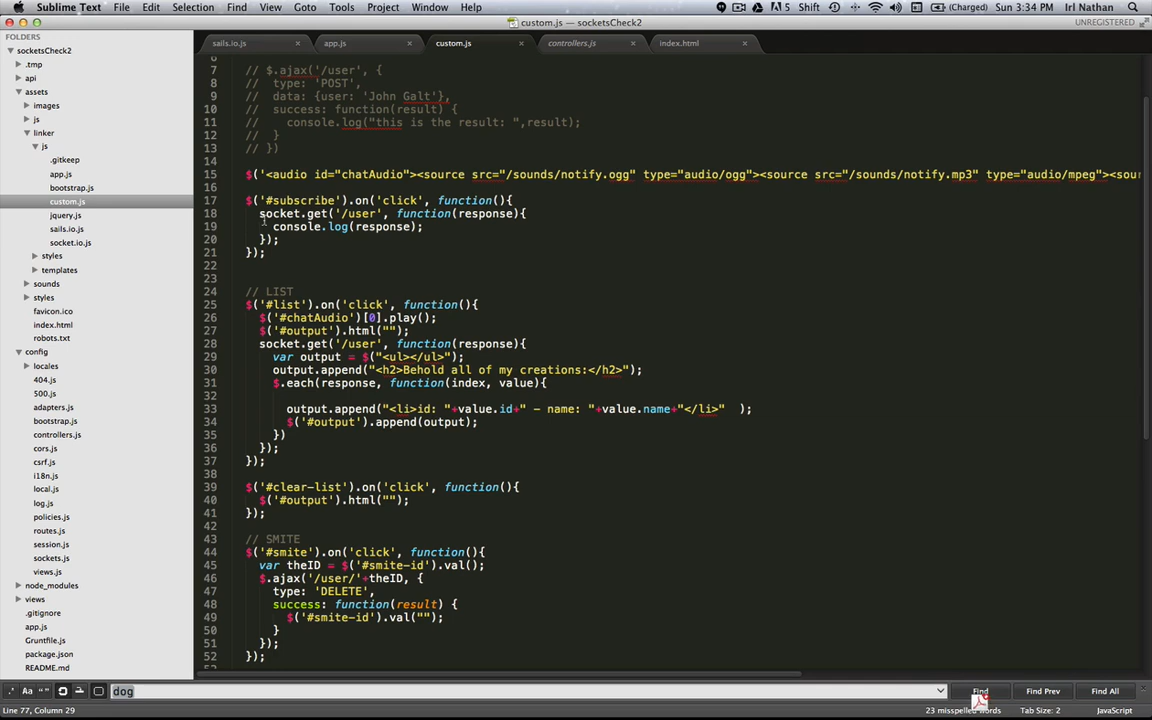 Sublime Text File Edit Selection Find View Goto Tools Project Window Help 15 Shift (Charged) Sun 3:34 PM Irl Nathan
custom.js — socketsCheck2 UNREGISTERED
FOLDERS
socketsCheck2
.tmp
api
assets
images
js
linker
js
.gitkeep
app.js
bootstrap.js
custom.js
jquery.js
sails.io.js
socket.io.js
styles
templates
sounds
styles
favicon.ico
index.html
robots.txt
config
locales
404.js
500.js
adapters.js
bootstrap.js
controllers.js
cors.js
csrf.js
i18n.js
local.js
log.js
policies.js
routes.js
session.js
sockets.js
views.js
node_modules
views
.gitignore
app.js
Gruntfile.js
package.json
README.md
sails.io.js × app.js × custom.js × controllers.js × index.html ×
6
7 // $.ajax('/user', {
8 // type: 'POST',
9 // data: {user: 'John Galt'},
10 // success: function(result) {
11 // console.log("this is the result: ",result);
12 // }
13 // })
14
15 $('<audio id="chatAudio"><source src="/sounds/notify.ogg" type="audio/ogg"><source src="/sounds/notify.mp3" type="audio/mpeg"><sour
16
17 $('#subscribe').on('click', function(){
18 socket.get('/user', function(response){
19 console.log(response);
20 });
21 });
22
23
24 // LIST
25 $('#list').on('click', function(){
26 $('#chatAudio')[0].play();
27 $('#output').html("");
28 socket.get('/user', function(response){
29 var output = $("<ul></ul>");
30 output.append("<h2>Behold all of my creations:</h2>");
31 $.each(response, function(index, value){
32
33 output.append("<li>id: "+value.id+" - name: "+value.name+"</li>" );
34 $('#output').append(output);
35 })
36 });
37 });
38
39 $('#clear-list').on('click', function(){
40 $('#output').html("");
41 });
42
43 // SMITE
44 $('#smite').on('click', function(){
45 var theID = $('#smite-id').val();
46 $.ajax('/user/'+theID, {
47 type: 'DELETE',
48 success: function(result) {
49 $('#smite-id').val("");
50 }
51 });
52 });
.* Aa “” dog Find Find Prev Find All
Line 77, Column 29 23 misspelled words Tab Size: 2 JavaScript